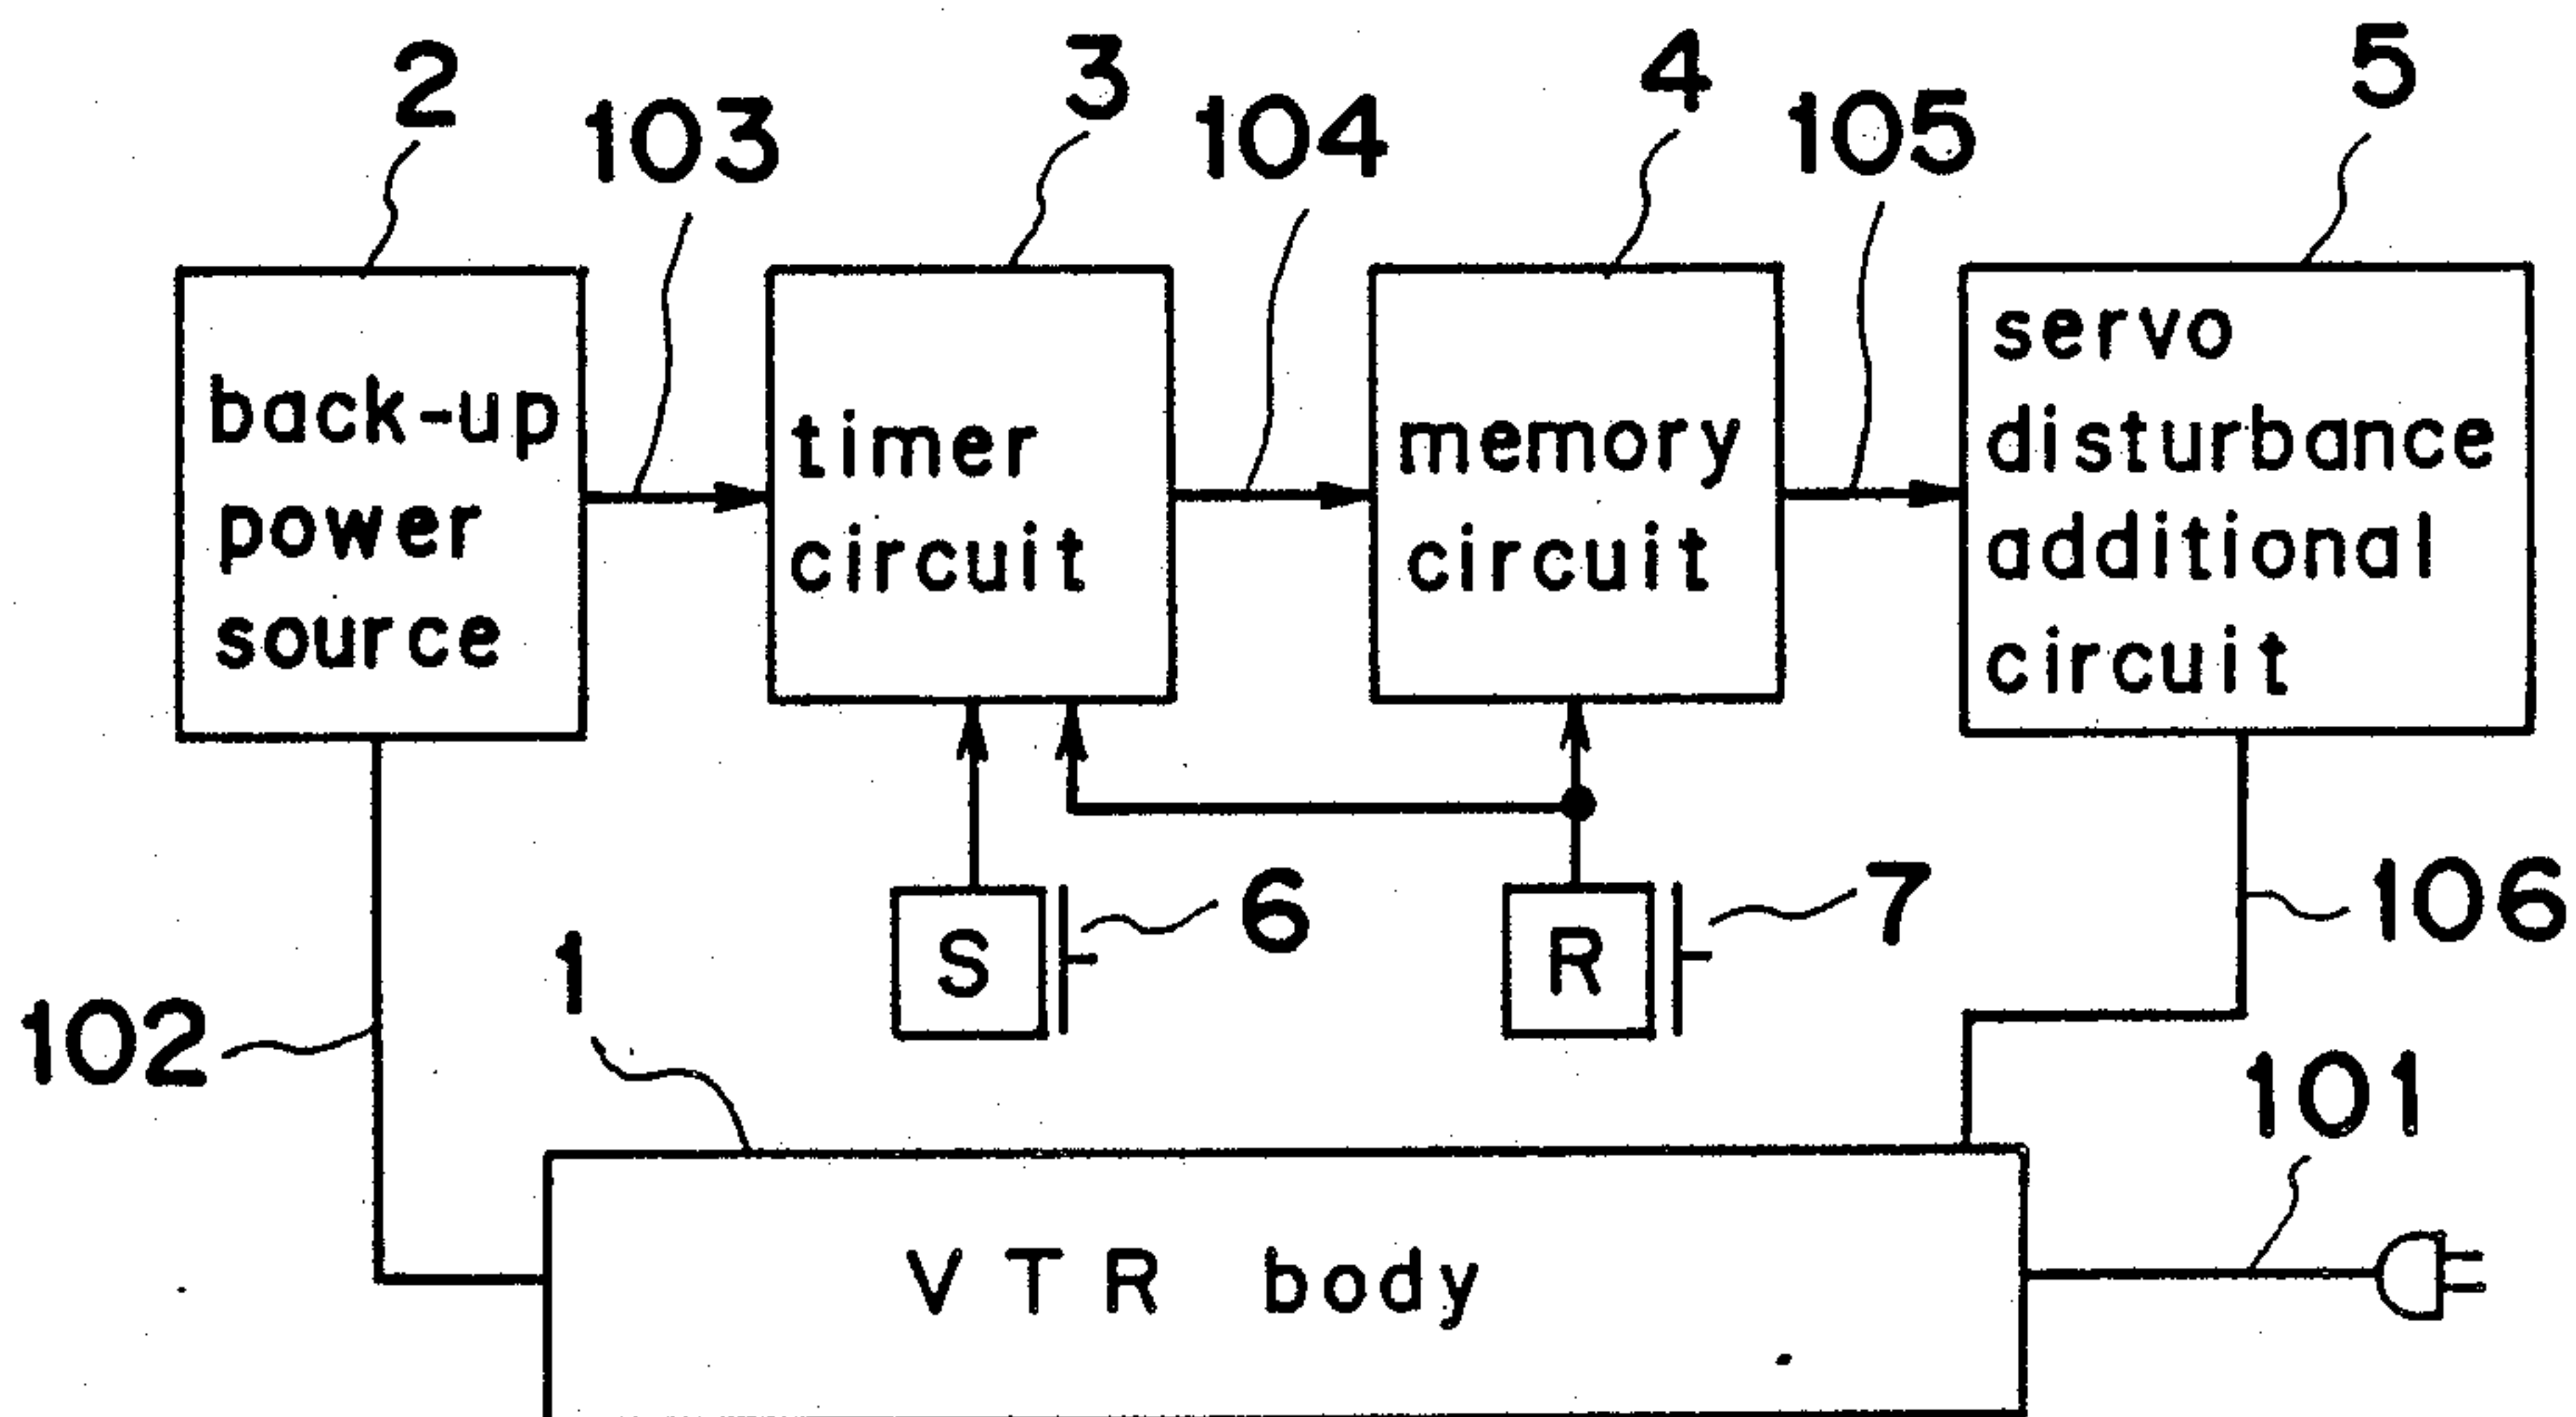 2
103
3
104
4
105
5
back-up
power
source
timer
circuit
memory
circuit
servo
disturbance
additional
circuit
S
6
R
7
106
102
1
101
VTR body